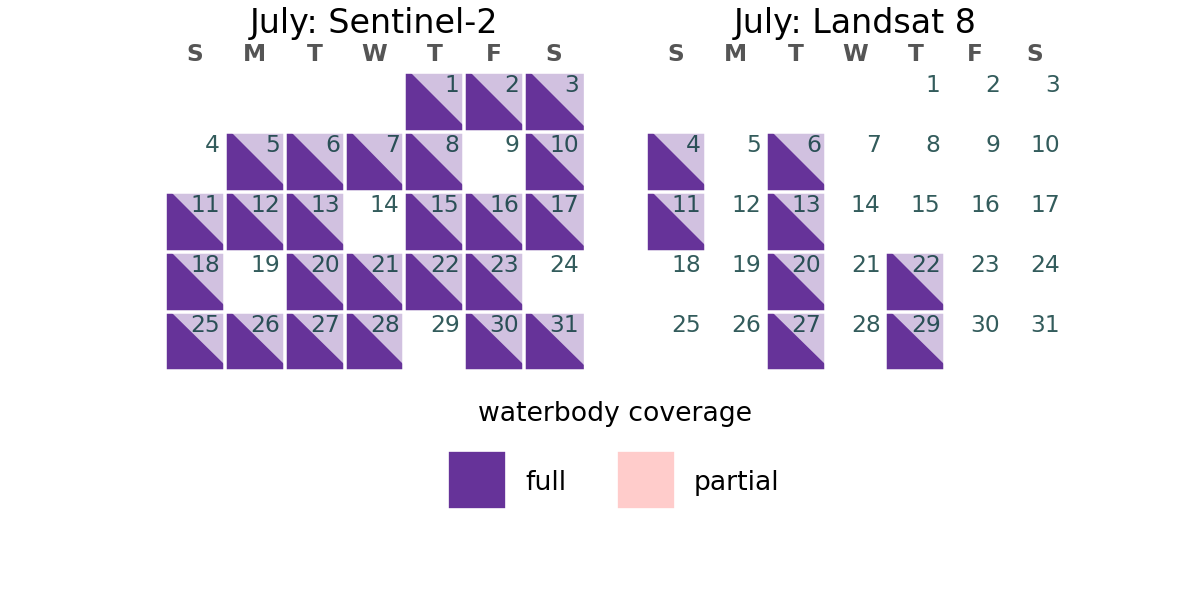 July: Sentinel-2
S M T W T F S
1 2 3
4 5 6 7 8 9 10
11 12 13 14 15 16 17
18 19 20 21 22 23 24
25 26 27 28 29 30 31
July: Landsat 8
S M T W T F S
1 2 3
4 5 6 7 8 9 10
11 12 13 14 15 16 17
18 19 20 21 22 23 24
25 26 27 28 29 30 31
waterbody coverage
full partial